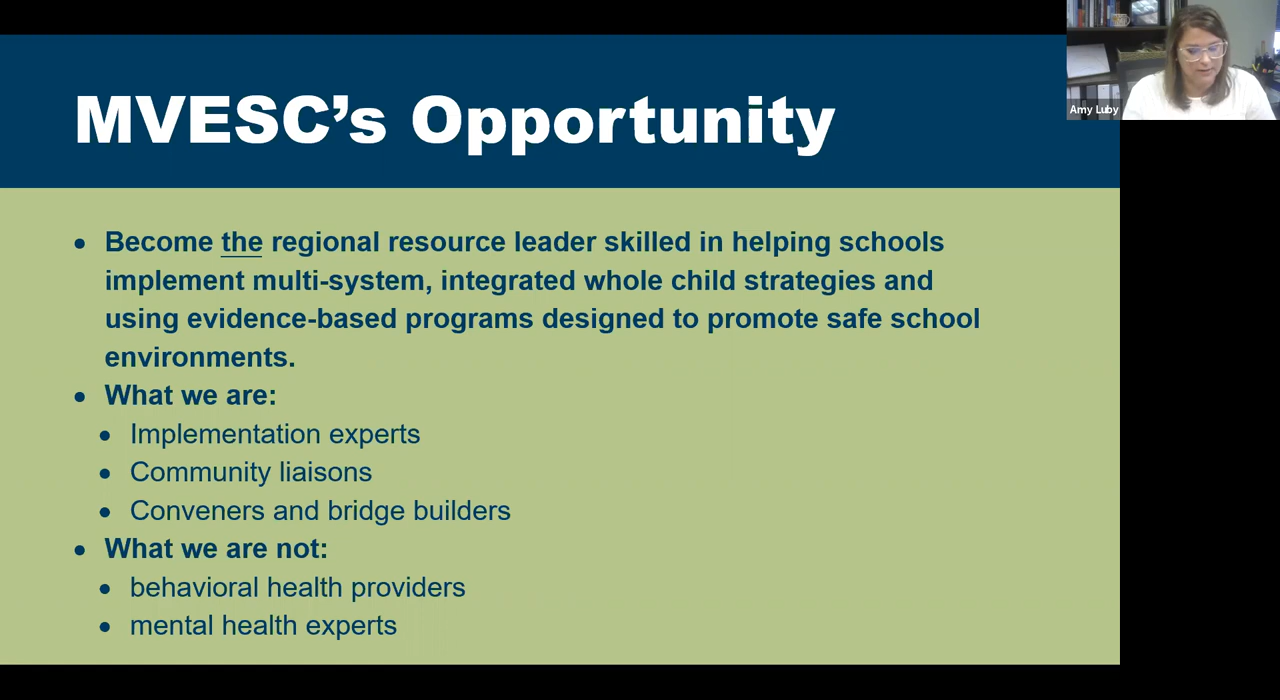 MVESC's Opportunity
Amy Luby
• Become the regional resource leader skilled in helping schools
implement multi-system, integrated whole child strategies and
using evidence-based programs designed to promote safe school
environments.
• What we are:
• Implementation experts
• Community liaisons
• Conveners and bridge builders
• What we are not:
• behavioral health providers
• mental health experts